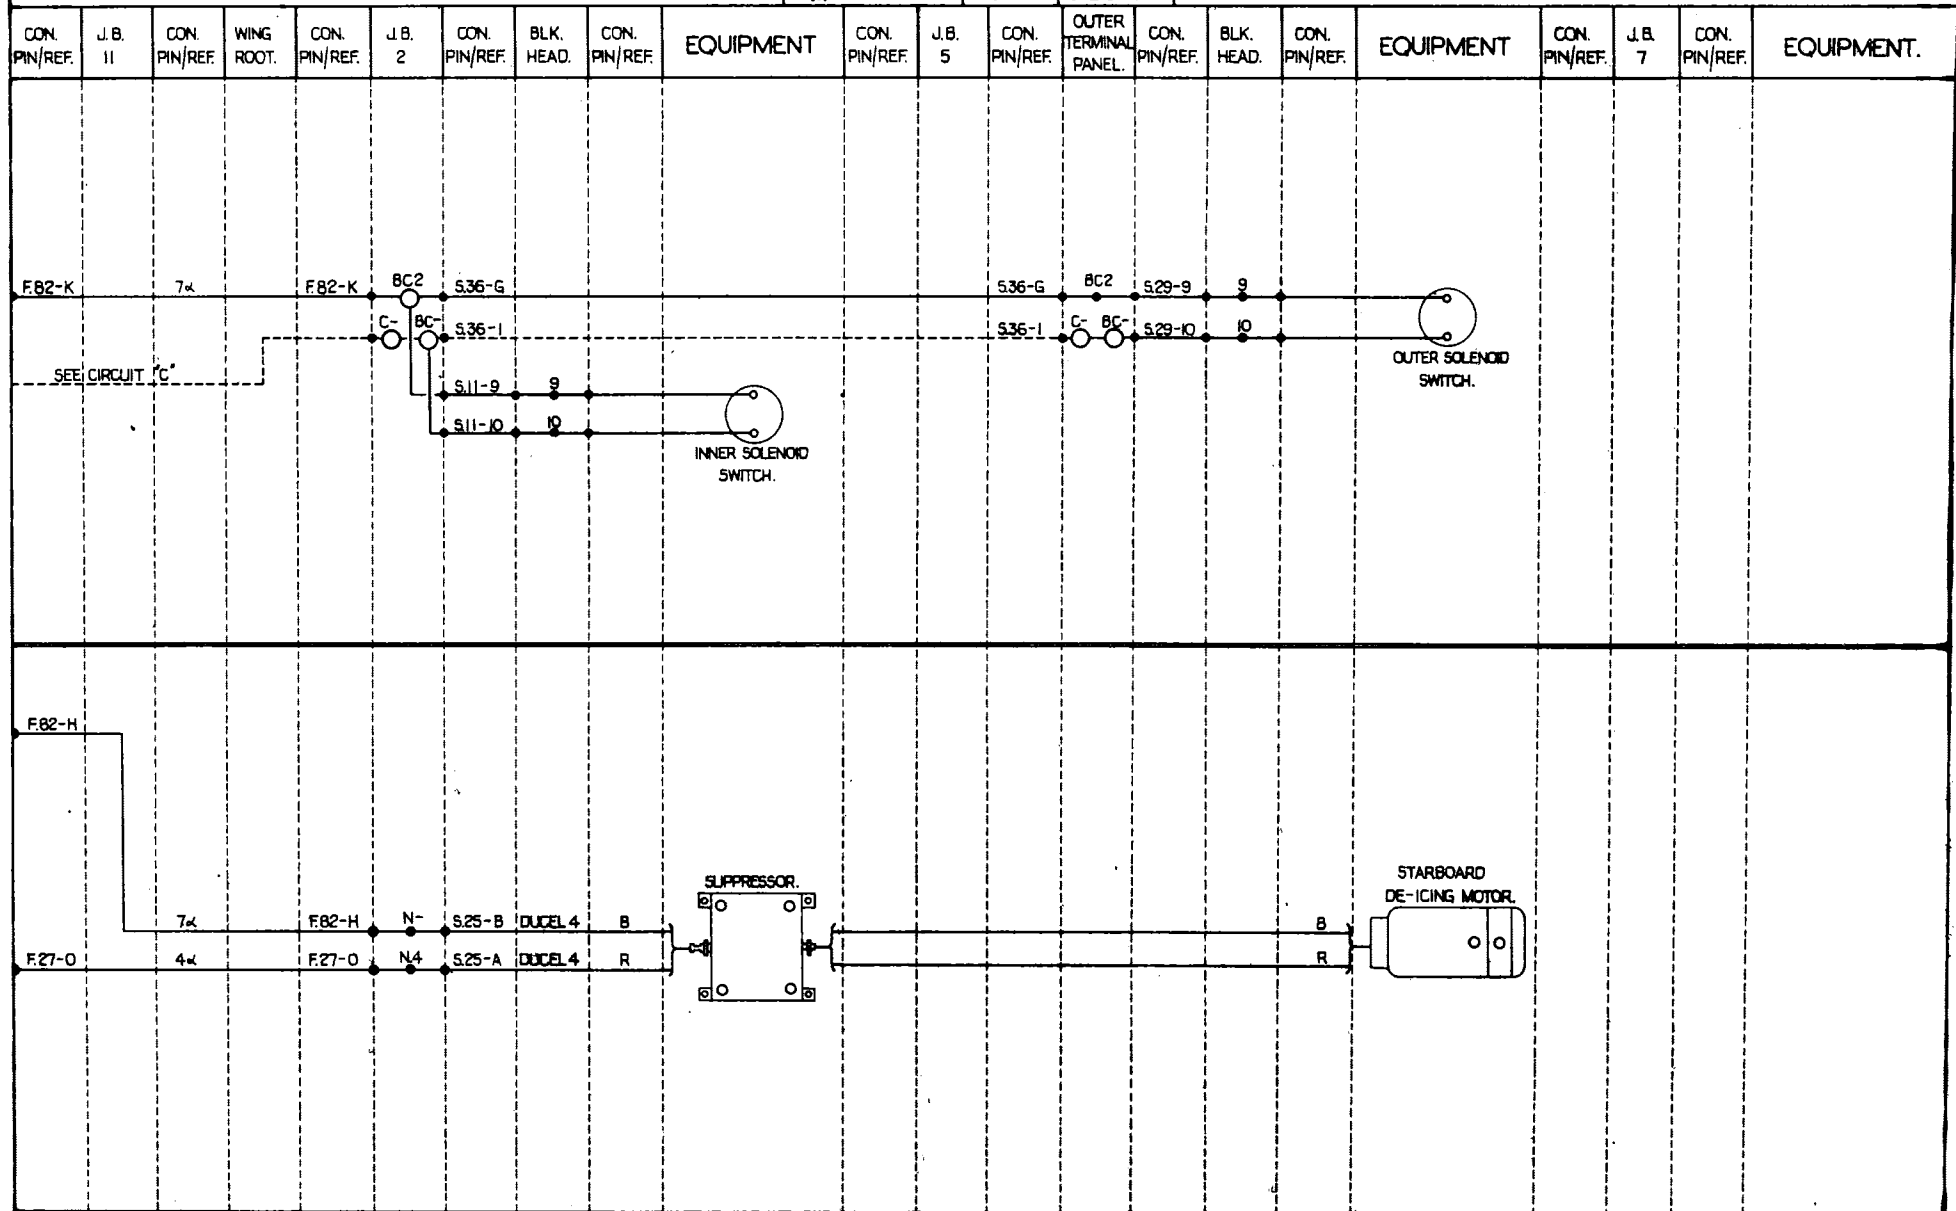 CON. PIN/REF.
J.B. 11
CON. PIN/REF.
WING ROOT.
CON. PIN/REF.
J.B. 2
CON. PIN/REF.
BLK. HEAD.
CON. PIN/REF.
EQUIPMENT
CON. PIN/REF.
J.B. 5
CON. PIN/REF.
OUTER TERMINAL PANEL.
CON. PIN/REF.
BLK. HEAD.
CON. PIN/REF.
EQUIPMENT
CON. PIN/REF.
J.B. 7
CON. PIN/REF.
EQUIPMENT.
F.82-K
7α
F.82-K
BC2
S.36-G
S.36-G
BC2
S.29-9
9
C-
BC-
S.36-1
S.36-1
C-
BC-
S.29-10
10
OUTER SOLENOID
SWITCH.
SEE CIRCUIT "C"
S.11-9
9
S.11-10
10
INNER SOLENOID
SWITCH.
F.82-H
SUPPRESSOR.
STARBOARD
DE-ICING MOTOR.
7α
F.82-H
N-
S.25-B
DUCEL 4
B
B
F.27-O
4α
F.27-O
N.4
S.25-A
DUCEL 4
R
R